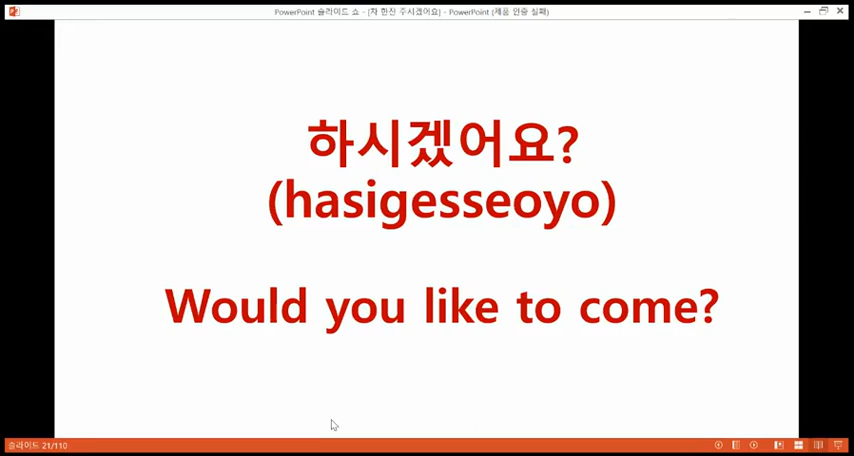 PowerPoint 슬라이드 쇼 - [차 한잔 주시겠어요] - PowerPoint (제품 인증 실패)
하시겠어요?
(hasigesseoyo)
Would you like to come?
슬라이드 21/110